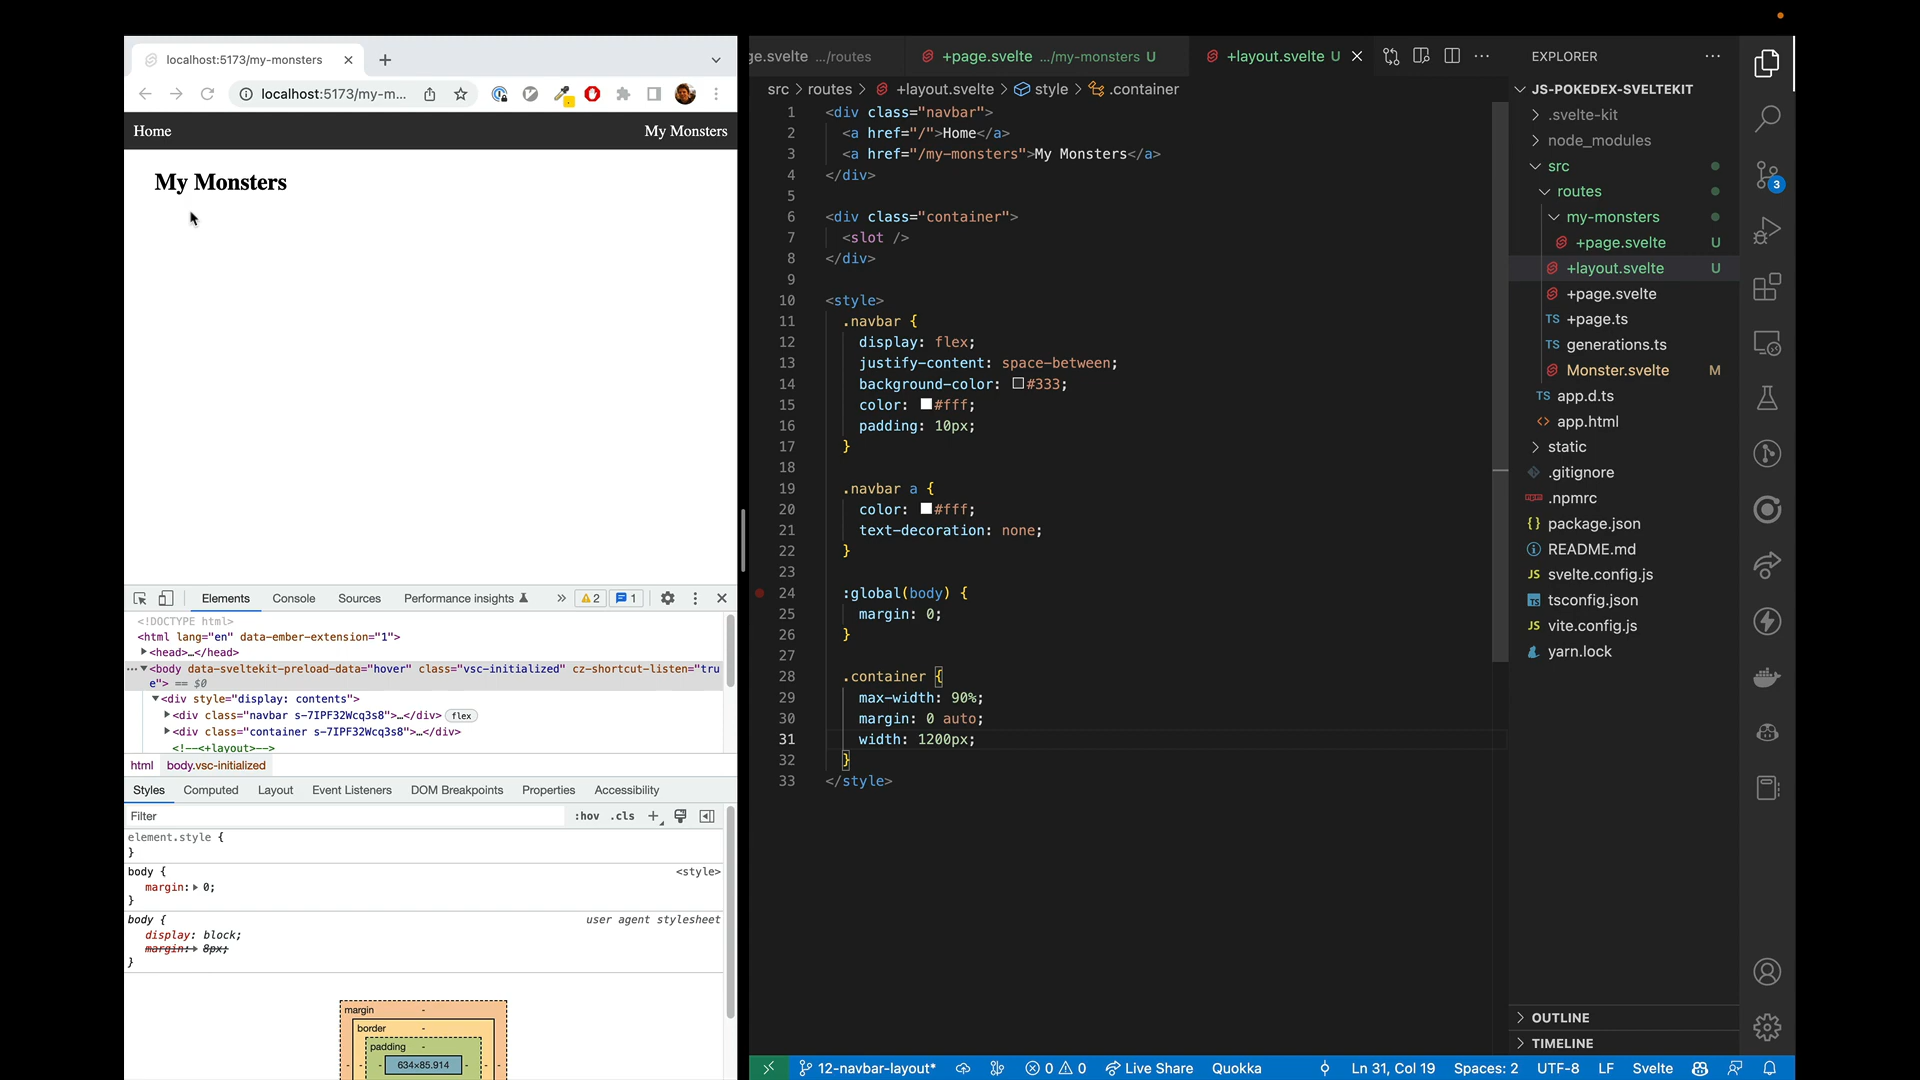 localhost:5173/my-monsters
localhost:5173/my-m...
Home
My Monsters
My Monsters
Elements
Console
Sources
Performance insights
2
1
<!DOCTYPE html>
<html lang="en" data-ember-extension="1">
<head>…</head>
<body data-sveltekit-preload-data="hover" class="vsc-initialized" cz-shortcut-listen="tru
e"> == $0
<div style="display: contents">
<div class="navbar s-7IPF32Wcq3s8">…</div> flex
<div class="container s-7IPF32Wcq3s8">…</div>
<!--<+layout>-->
html body.vsc-initialized
Styles Computed Layout Event Listeners DOM Breakpoints Properties Accessibility
Filter :hov .cls
element.style {
}
body { <style>
margin: 0;
}
body { user agent stylesheet
display: block;
margin: 8px;
}
margin -
border -
padding -
- - - 634×85.914 - - -
ge.svelte .../routes
+page.svelte .../my-monsters U
+layout.svelte U
src > routes > +layout.svelte > style > .container
1 <div class="navbar">
2 <a href="/">Home</a>
3 <a href="/my-monsters">My Monsters</a>
4 </div>
5
6 <div class="container">
7 <slot />
8 </div>
9
10 <style>
11 .navbar {
12 display: flex;
13 justify-content: space-between;
14 background-color: #333;
15 color: #fff;
16 padding: 10px;
17 }
18
19 .navbar a {
20 color: #fff;
21 text-decoration: none;
22 }
23
24 :global(body) {
25 margin: 0;
26 }
27
28 .container {
29 max-width: 90%;
30 margin: 0 auto;
31 width: 1200px;
32 }
33 </style>
EXPLORER
JS-POKEDEX-SVELTEKIT
.svelte-kit
node_modules
src
routes
my-monsters
+page.svelte U
+layout.svelte U
+page.svelte
TS +page.ts
TS generations.ts
Monster.svelte M
TS app.d.ts
<> app.html
static
.gitignore
.npmrc
{} package.json
README.md
JS svelte.config.js
TS tsconfig.json
JS vite.config.js
yarn.lock
OUTLINE
TIMELINE
3
12-navbar-layout*
0 0
Live Share
Quokka
Ln 31, Col 19
Spaces: 2
UTF-8
LF
Svelte